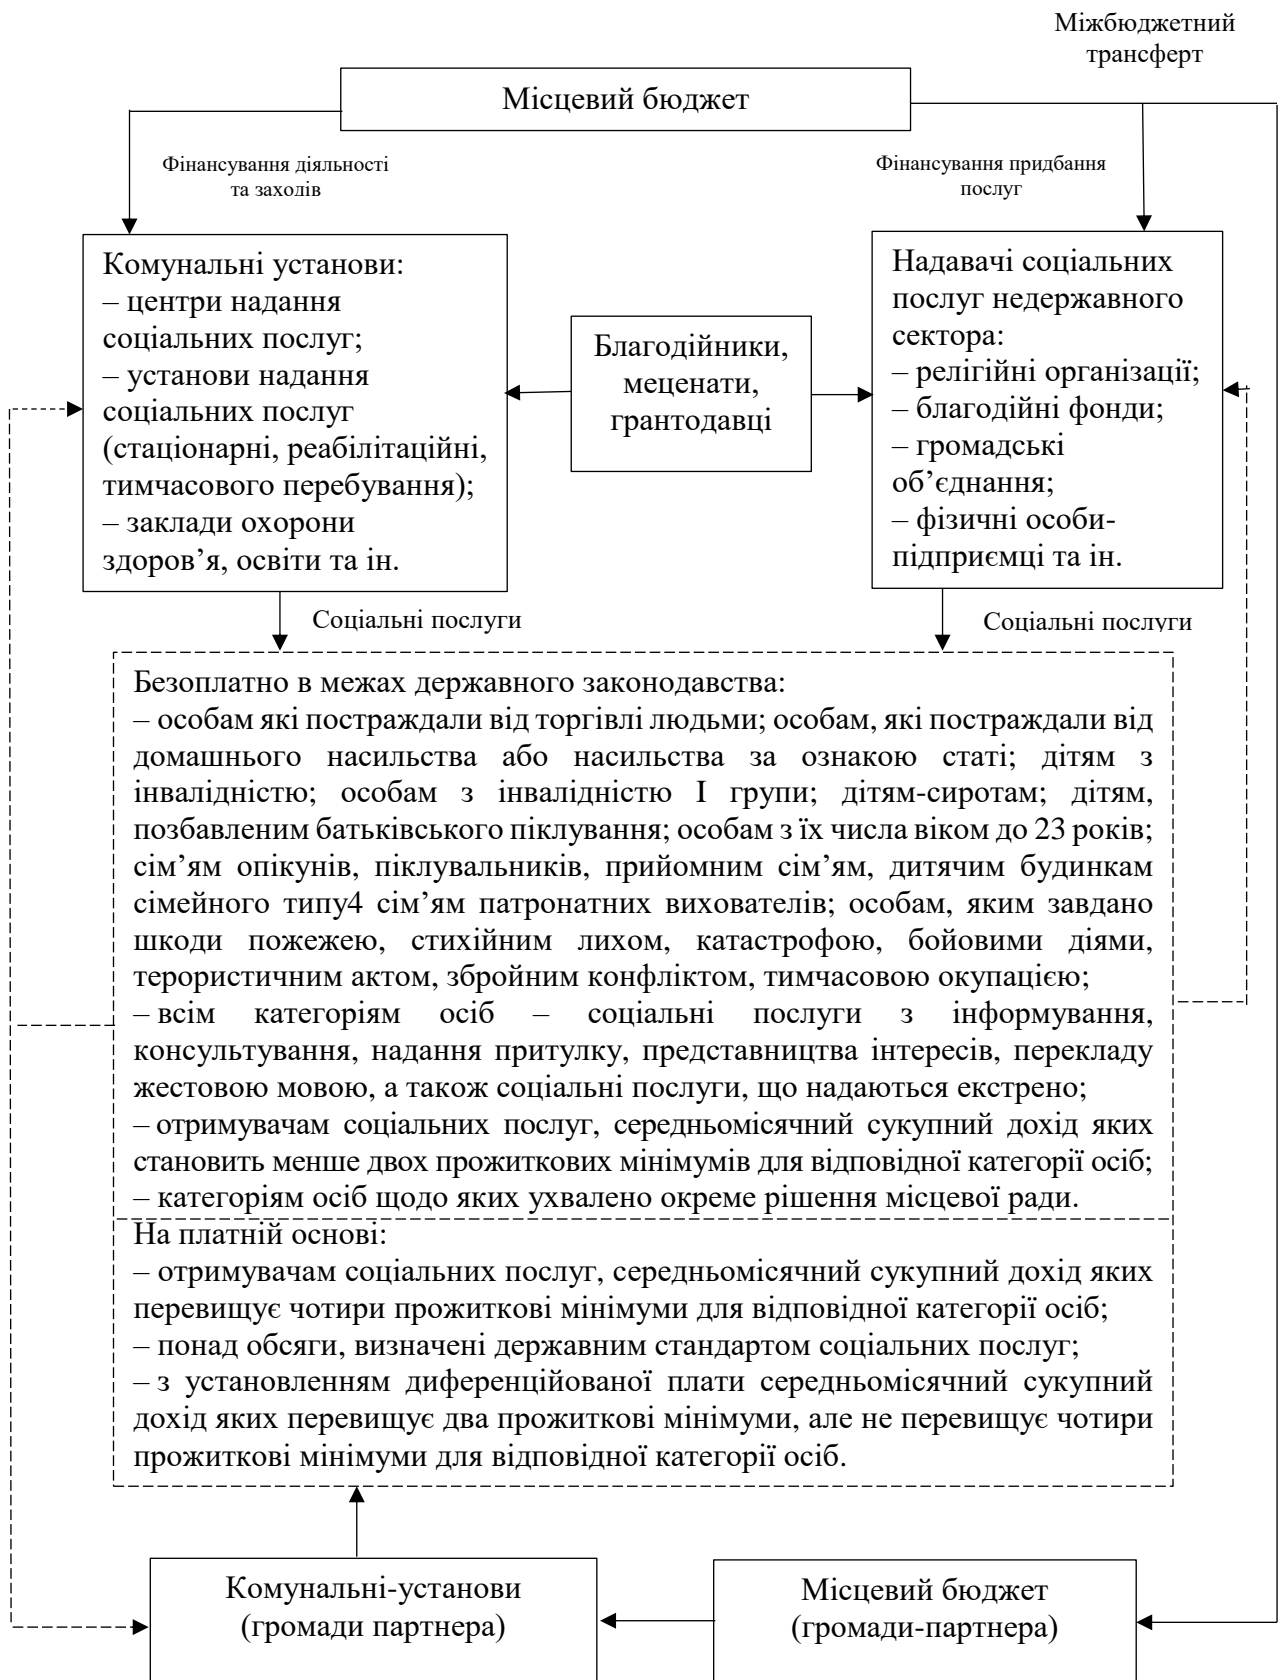 Міжбюджетний
трансферт
Місцевий бюджет
Фінансування діяльності
та заходів
Фінансування придбання
послуг
Комунальні установи:
– центри надання
соціальних послуг;
– установи надання
соціальних послуг
(стаціонарні, реабілітаційні,
тимчасового перебування);
– заклади охорони
здоров’я, освіти та ін.
Благодійники,
меценати,
грантодавці
Надавачі соціальних
послуг недержавного
сектора:
– релігійні організації;
– благодійні фонди;
– громадські
об’єднання;
– фізичні особи-
підприємці та ін.
Соціальні послуги
Соціальні послуги
Безоплатно в межах державного законодавства:
– особам які постраждали від торгівлі людьми; особам, які постраждали від
домашнього насильства або насильства за ознакою статі; дітям з
інвалідністю; особам з інвалідністю I групи; дітям-сиротам; дітям,
позбавленим батьківського піклування; особам з їх числа віком до 23 років;
сім’ям опікунів, піклувальників, прийомним сім’ям, дитячим будинкам
сімейного типу4 сім’ям патронатних вихователів; особам, яким завдано
шкоди пожежею, стихійним лихом, катастрофою, бойовими діями,
терористичним актом, збройним конфліктом, тимчасовою окупацією;
– всім категоріям осіб – соціальні послуги з інформування,
консультування, надання притулку, представництва інтересів, перекладу
жестовою мовою, а також соціальні послуги, що надаються екстрено;
– отримувачам соціальних послуг, середньомісячний сукупний дохід яких
становить менше двох прожиткових мінімумів для відповідної категорії осіб;
– категоріям осіб щодо яких ухвалено окреме рішення місцевої ради.
На платній основі:
– отримувачам соціальних послуг, середньомісячний сукупний дохід яких
перевищує чотири прожиткові мінімуми для відповідної категорії осіб;
– понад обсяги, визначені державним стандартом соціальних послуг;
– з установленням диференційованої плати середньомісячний сукупний
дохід яких перевищує два прожиткові мінімуми, але не перевищує чотири
прожиткові мінімуми для відповідної категорії осіб.
Комунальні-установи
(громади партнера)
Місцевий бюджет
(громади-партнера)